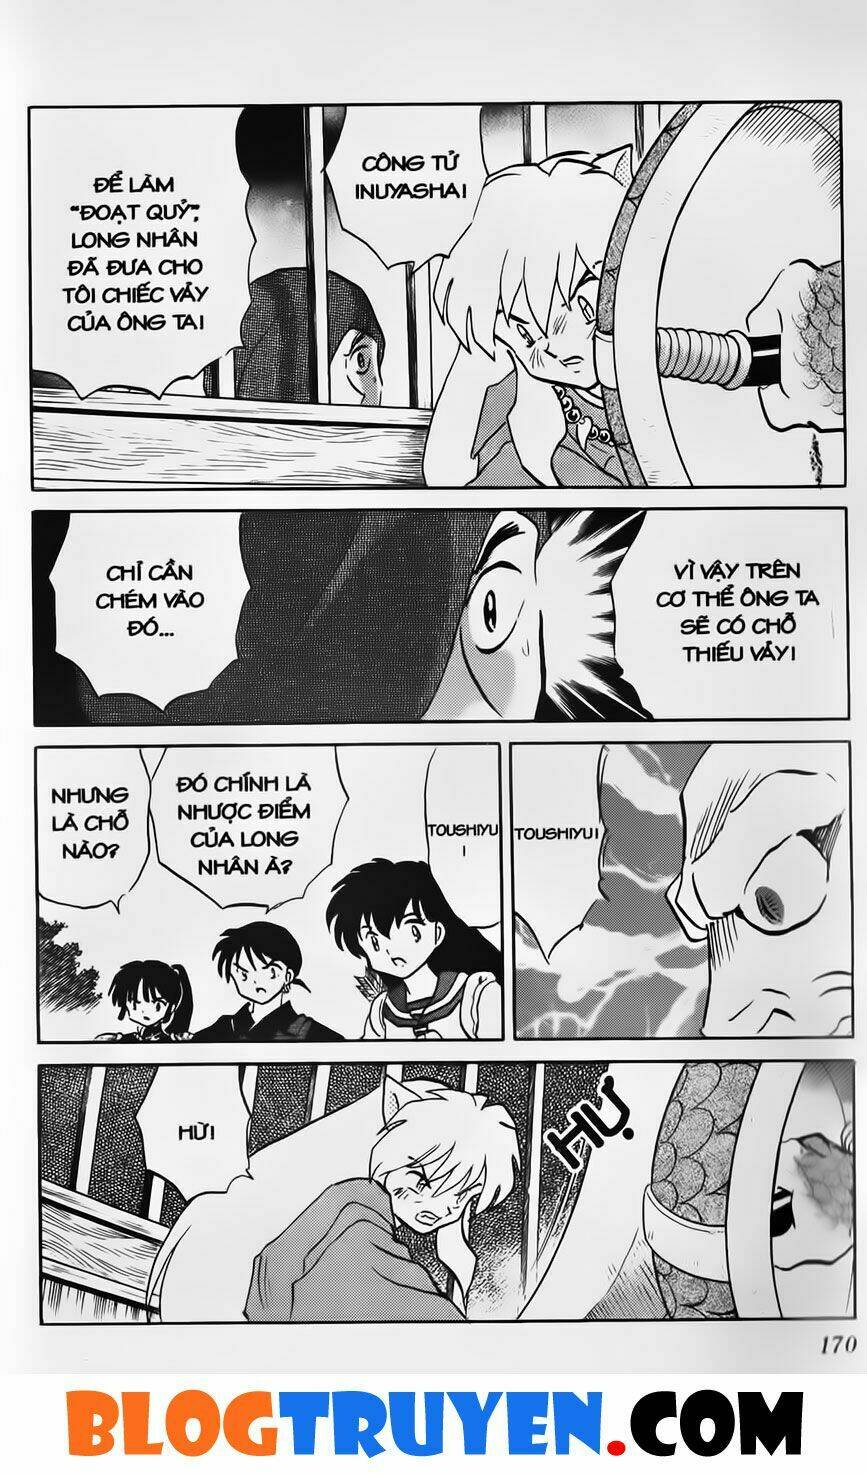 CÔNG TỬ
INUYASHA!
ĐỂ LÀM
"ĐOẠT QUỶ",
LONG NHÂN
ĐÃ ĐƯA CHO
TÔI CHIẾC VẢY
CỦA ÔNG TA!
VÌ VẬY TRÊN
CƠ THỂ ÔNG TA
SẼ CÓ CHỖ
THIẾU VẢY!
CHỈ CẦN
CHÉM VÀO
ĐÓ...
TOUSHIYU!
TOUSHIYU
!
ĐÓ CHÍNH LÀ
NHƯỢC ĐIỂM
CỦA LONG
NHÂN À?
NHƯNG
LÀ CHỖ
NÀO?
HỰ
HỪ!
170
BLOGTRUYEN.COM